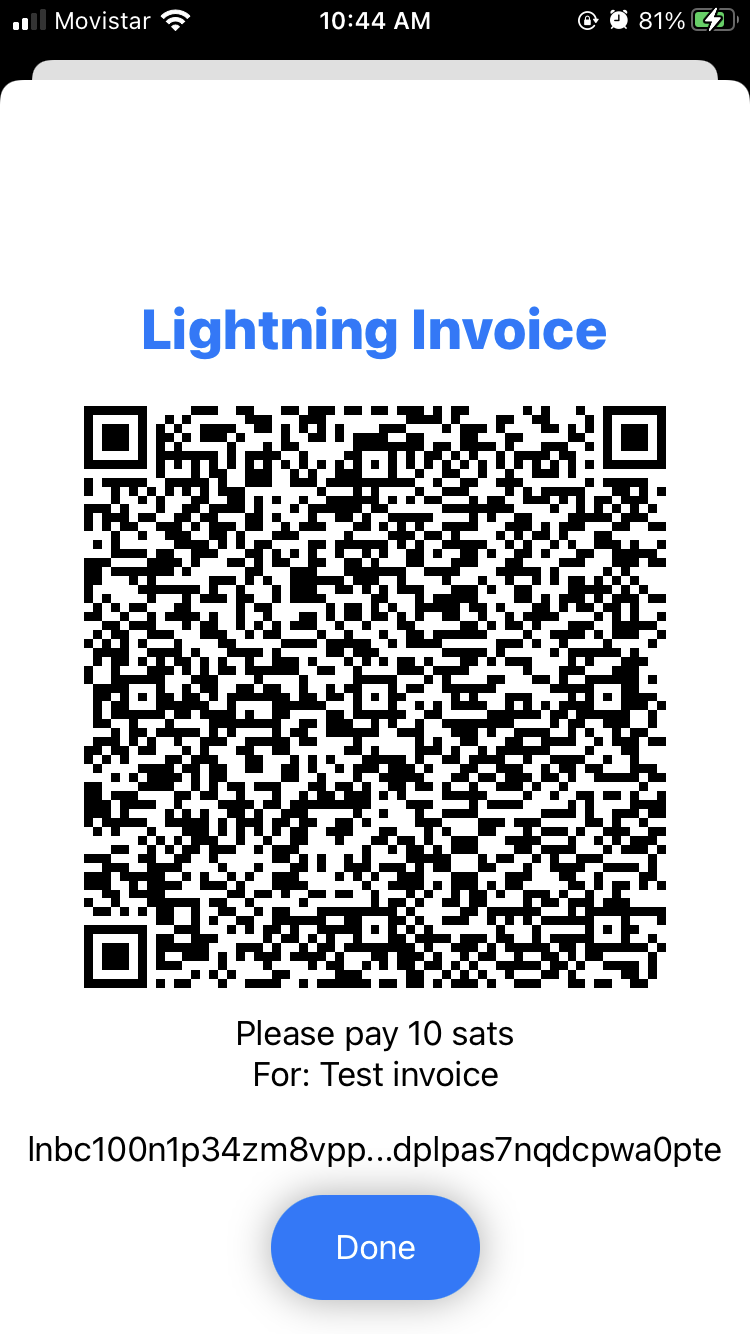 Movistar 10:44 AM 81%
Lightning Invoice
Please pay 10 sats
For: Test invoice
lnbc100n1p34zm8vpp...dplpas7nqdcpwa0pte
Done